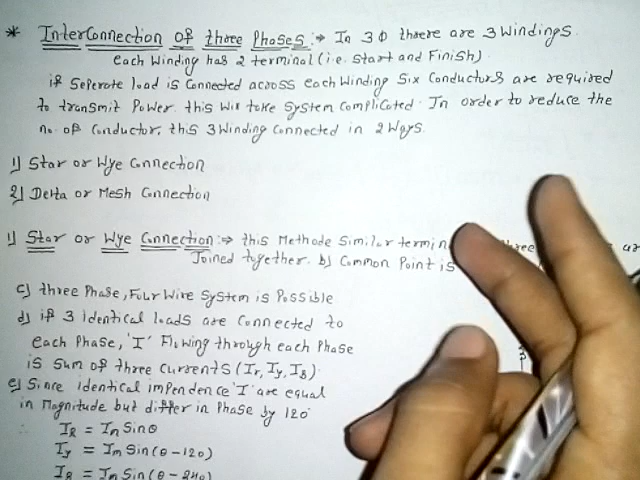 * InterConnection of three Phases :⇒ In 3 Φ threre are 3 Windings.
each Winding has 2 terminal (i.e. Start and Finish)
if Seperate load is Connected across each Winding Six Conductors are required
to transmit Power. this Will take System Complicated. In order to reduce the
no. of Conductor, this 3 Winding Connected in 2 Ways.
1) Star or Wye Connection
2) Delta or Mesh Connection
1) Star or Wye Connection :⇒ this Methode Similar termin
Joined together. b) Common Point is
c) three Phase, Four Wire System is Possible
d) if 3 Identical loads are Connected to
each Phase, 'I' Flowing through each Phase
is Sum of three Currents (Ir, Iy, IB)
e) Since identical impendence 'I' are equal
in Magnitude but differ in Phase by 120
∴ IR = Im Sinθ
Iy = Im Sin(θ-120)
IB = Im Sin(θ-240)